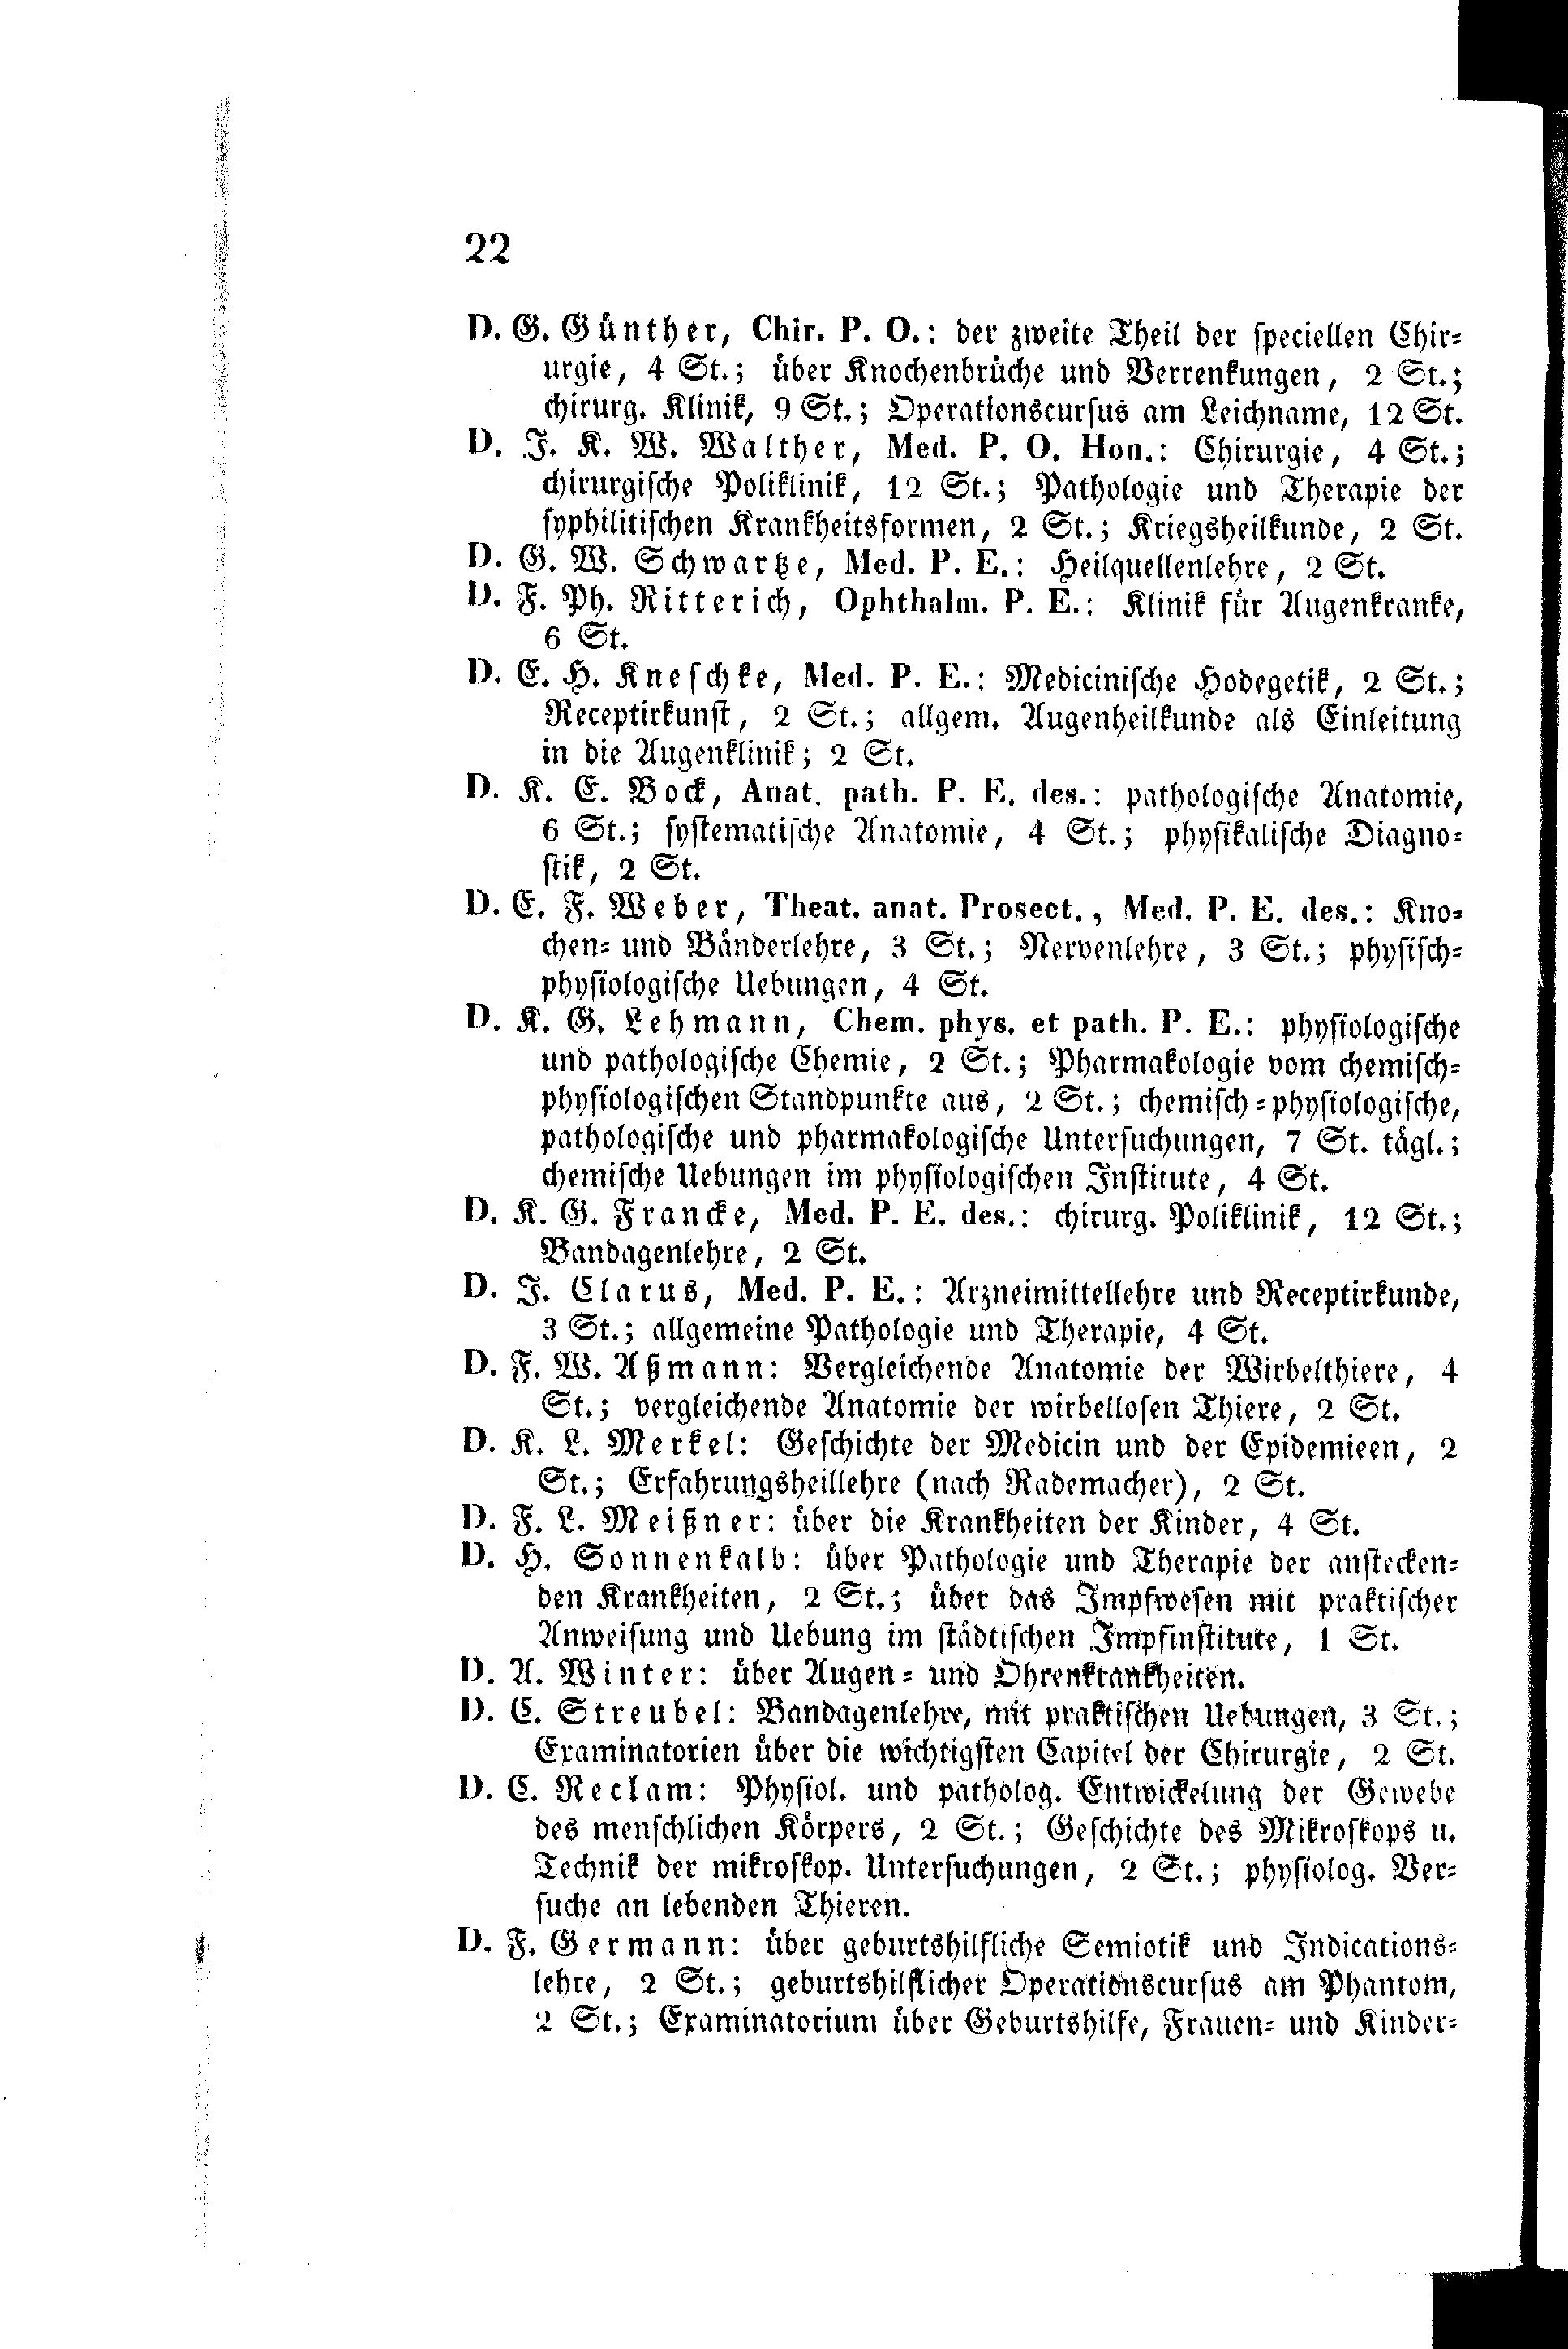 22
D. G. Günther, Chir. P. O.: der zweite Theil der speciellen Chir-
urgie, 4 St.; über Knochenbrüche und Verrenkungen, 2 St.;
chirurg. Klinik, 9 St.; Operationscursus am Leichname, 12 St.
D. J. K. W. Walther, Med. P. O. Hon.: Chirurgie, 4 St.;
chirurgische Poliklinik, 12 St.; Pathologie und Therapie der
syphilitischen Krankheitsformen, 2 St.; Kriegsheilkunde, 2 St.
D. G. W. Schwartze, Med. P. E.: Heilquellenlehre, 2 St.
D. F. Ph. Ritterich, Ophthalm. P. E.: Klinik für Augenkranke,
6 St.
D. E. H. Kneschke, Med. P. E.: Medicinische Hodegetik, 2 St.;
Receptirkunst, 2 St.; allgem. Augenheilkunde als Einleitung
in die Augenklinik; 2 St.
D. K. E. Bock, Anat. path. P. E. des.: pathologische Anatomie,
6 St.; systematische Anatomie, 4 St.; physikalische Diagno-
stik, 2 St.
D. E. F. Weber, Theat. anat. Prosect., Med. P. E. des.: Kno-
chen- und Bänderlehre, 3 St.; Nervenlehre, 3 St.; physisch-
physiologische Uebungen, 4 St.
D. K. G. Lehmann, Chem. phys. et path. P. E.: physiologische
und pathologische Chemie, 2 St.; Pharmakologie vom chemisch-
physiologischen Standpunkte aus, 2 St.; chemisch-physiologische,
pathologische und pharmakologische Untersuchungen, 7 St. tägl.;
chemische Uebungen im physiologischen Institute, 4 St.
D. K. G. Francke, Med. P. E. des.: chirurg. Poliklinik, 12 St.;
Bandagenlehre, 2 St.
D. J. Clarus, Med. P. E.: Arzneimittellehre und Receptirkunde,
3 St.; allgemeine Pathologie und Therapie, 4 St.
D. F. W. Aßmann: Vergleichende Anatomie der Wirbelthiere, 4
St.; vergleichende Anatomie der wirbellosen Thiere, 2 St.
D. K. L. Merkel: Geschichte der Medicin und der Epidemieen, 2
St.; Erfahrungsheillehre (nach Rademacher), 2 St.
D. F. L. Meißner: über die Krankheiten der Kinder, 4 St.
D. H. Sonnenkalb: über Pathologie und Therapie der anstecken-
den Krankheiten, 2 St.; über das Impfwesen mit praktischer
Anweisung und Uebung im städtischen Impfinstitute, 1 St.
D. A. Winter: über Augen- und Ohrenkrankheiten.
D. C. Streubel: Bandagenlehre, mit praktischen Uebungen, 3 St.;
Examinatorien über die wichtigsten Capitel der Chirurgie, 2 St.
D. C. Reclam: Physiol. und patholog. Entwickelung der Gewebe
des menschlichen Körpers, 2 St.; Geschichte des Mikroskops u.
Technik der mikroskop. Untersuchungen, 2 St.; physiolog. Ver-
suche an lebenden Thieren.
D. F. Germann: über geburtshilfliche Semiotik und Indications-
lehre, 2 St.; geburtshilflicher Operationscursus am Phantom,
2 St.; Examinatorium über Geburtshilfe, Frauen- und Kinder-